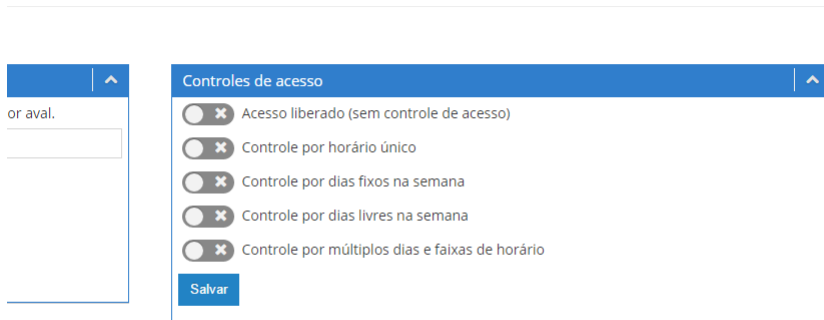 Controles de acesso
or aval.
Acesso liberado (sem controle de acesso)
Controle por horário único
Controle por dias fixos na semana
Controle por dias livres na semana
Controle por múltiplos dias e faixas de horário
Salvar